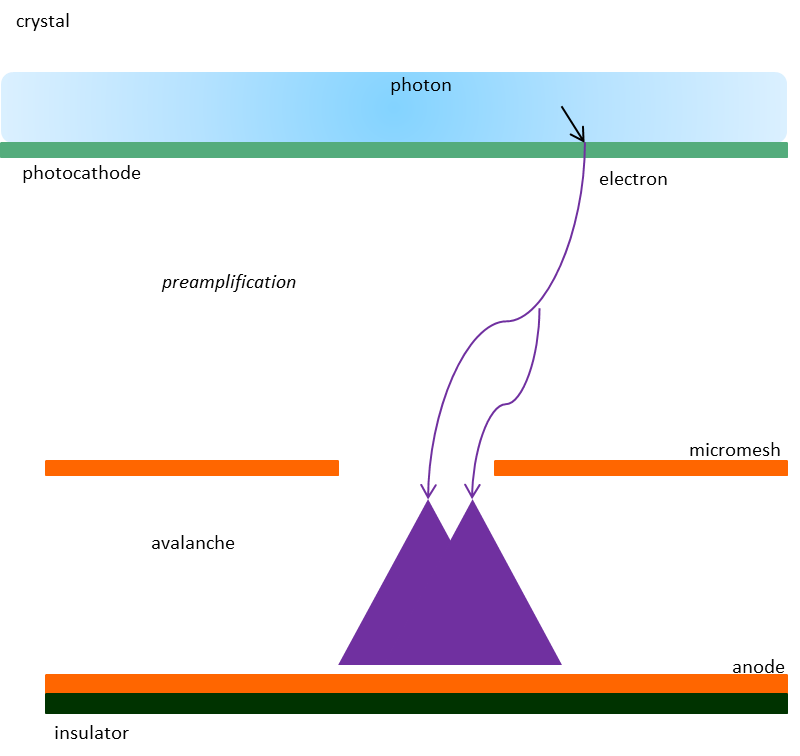 crystal
photon
photocathode
electron
preamplification
micromesh
avalanche
anode
insulator